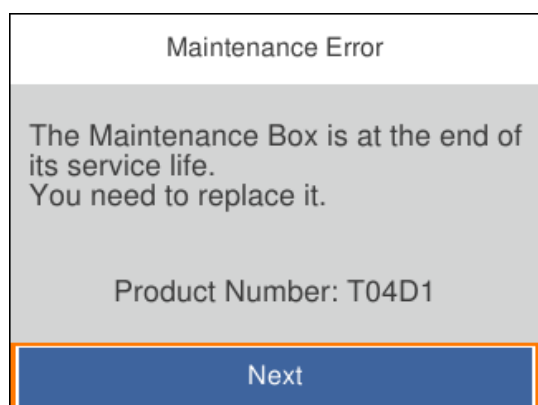 Maintenance Error
The Maintenance Box is at the end of
its service life.
You need to replace it.
Product Number: T04D1
Next